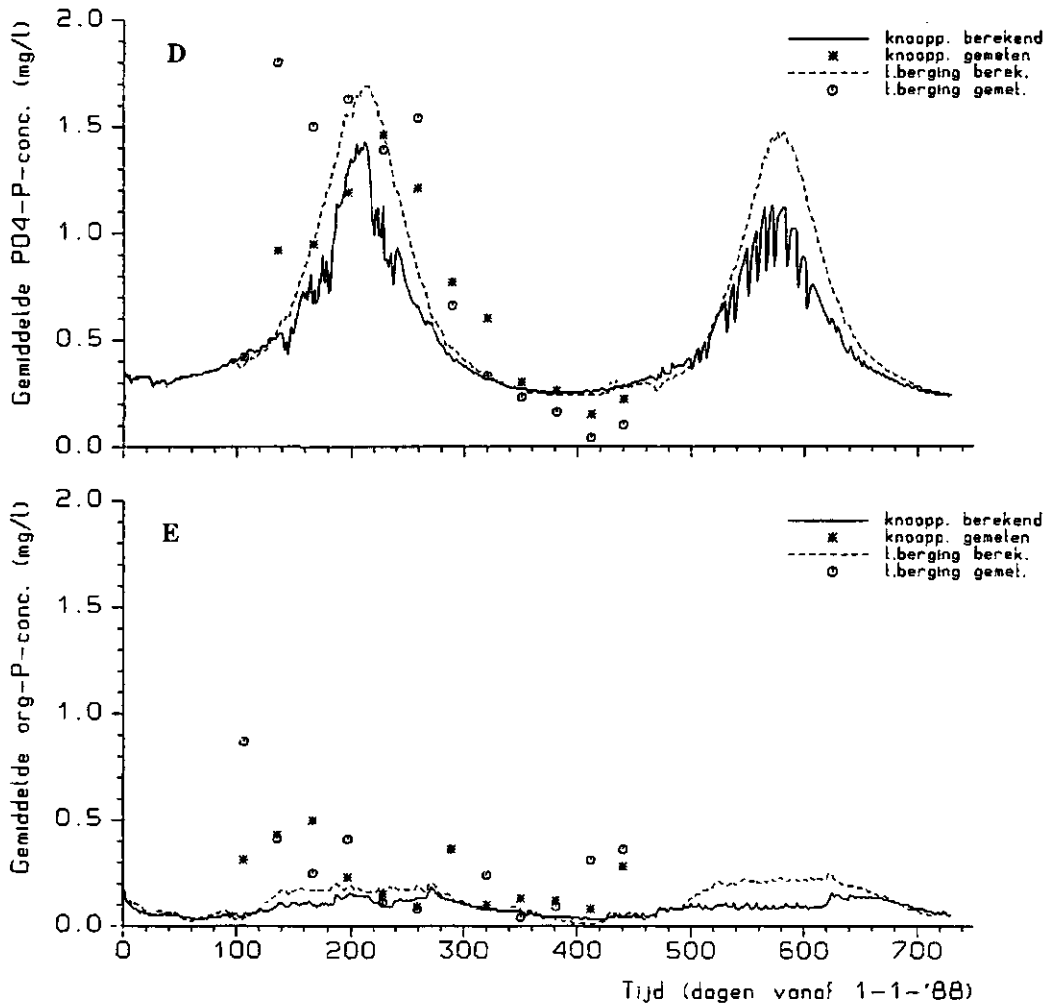 Gemiddelde PO4-P-conc. (mg/l)
2.0
1.5
1.0
0.5
0.0
D
knoopp. berekend
knoopp. gemeten
t.berging berek.
t.berging gemet.
Gemiddelde org-P-conc. (mg/l)
2.0
1.5
1.0
0.5
0.0
E
knoopp. berekend
knoopp. gemeten
t.berging berek.
t.berging gemet.
0 100 200 300 400 500 600 700
Tijd (dagen vanaf 1-1-'88)